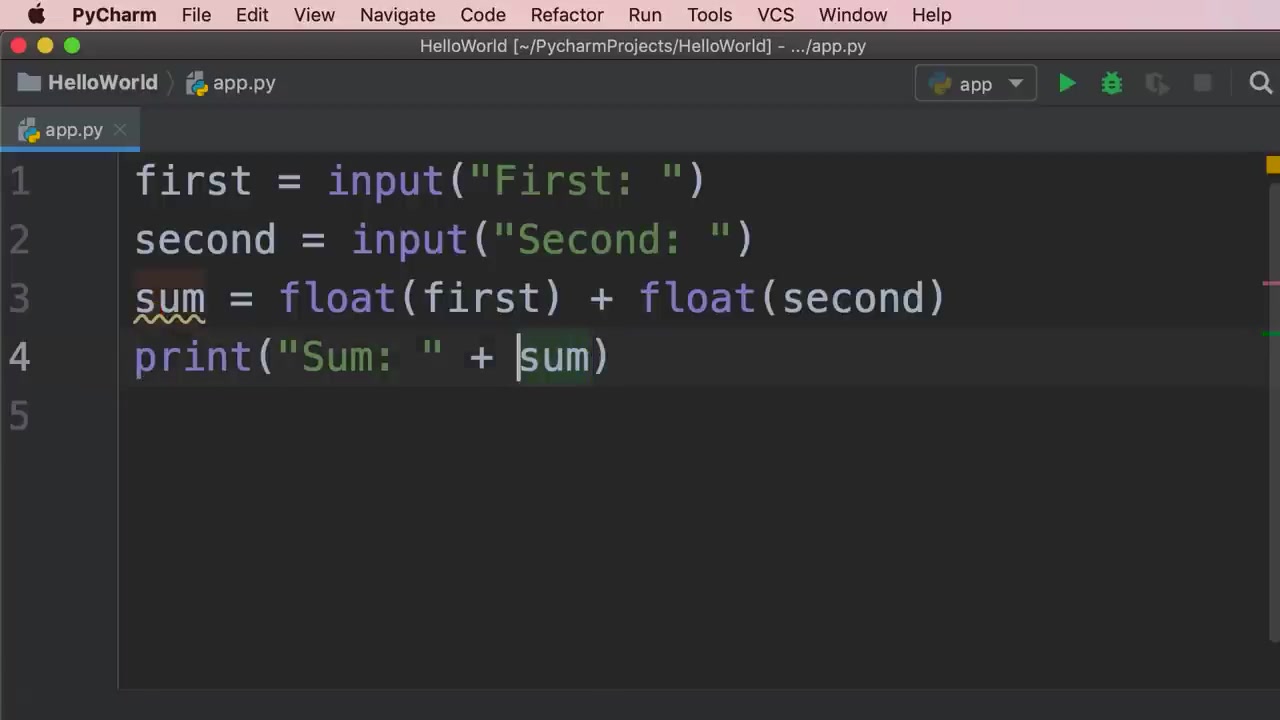 PyCharm File Edit View Navigate Code Refactor Run Tools VCS Window Help
HelloWorld [~/PycharmProjects/HelloWorld] - .../app.py
HelloWorld app.py app
app.py
1 first = input("First: ")
2 second = input("Second: ")
3 sum = float(first) + float(second)
4 print("Sum: " + sum)
5